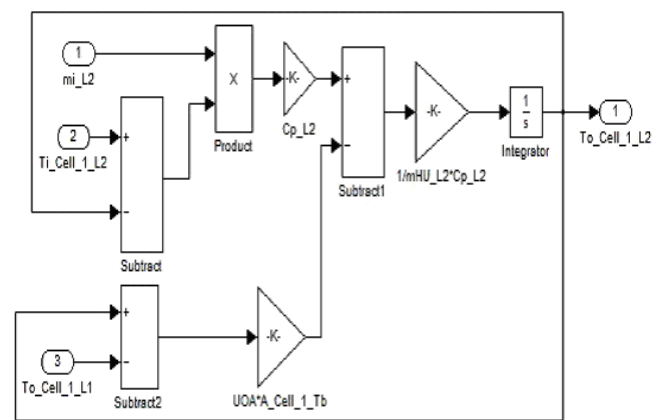 1
mi_L2
2
Ti_Cell_1_L2
+
−
Subtract
X
Product
-K-
Cp_L2
+
−
Subtract1
-K-
1/mHU_L2*Cp_L2
1
s
Integrator
1
To_Cell_1_L2
3
To_Cell_1_L1
+
−
Subtract2
-K-
UOA*A_Cell_1_Tb